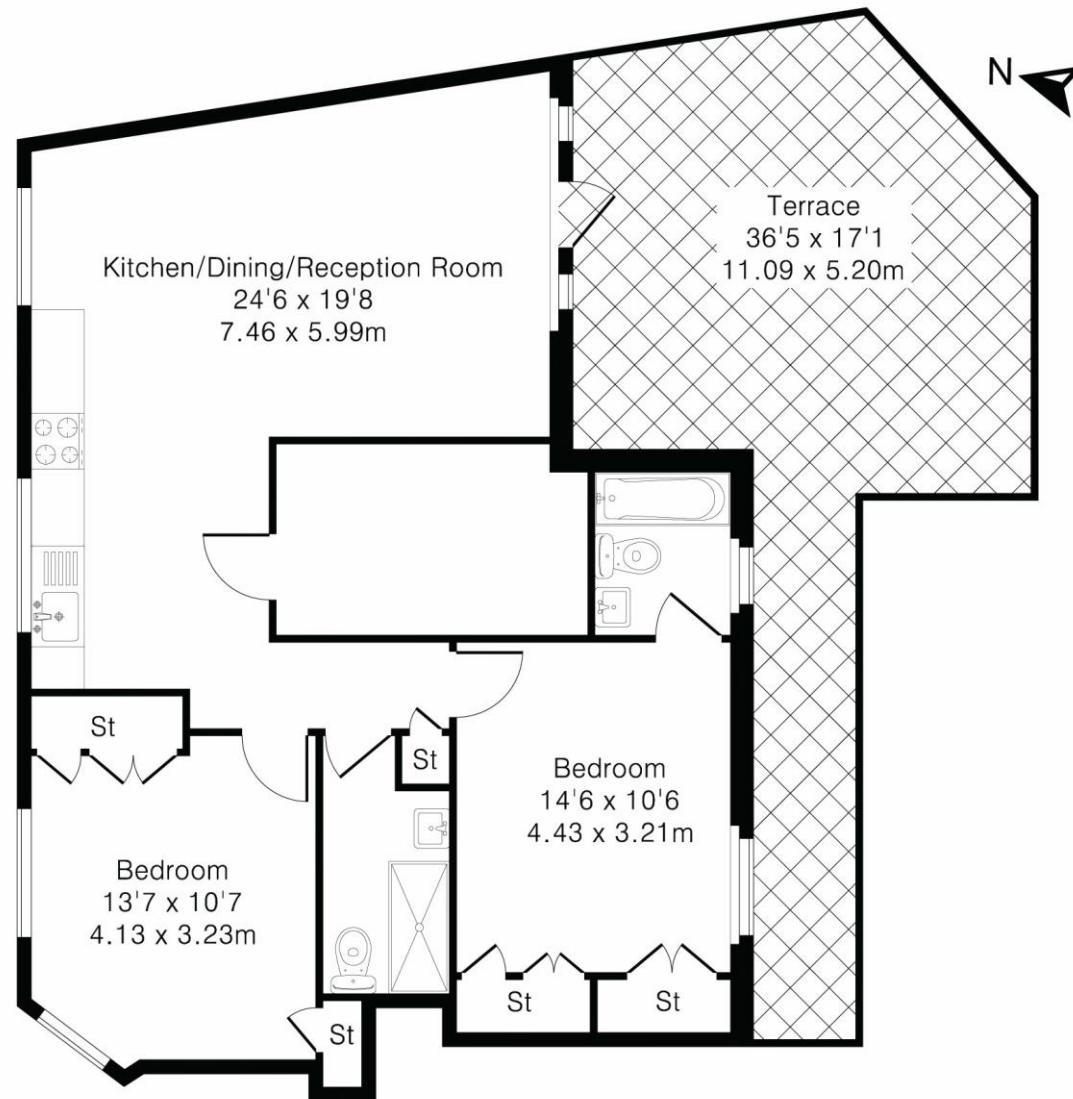 N
Terrace
36'5 x 17'1
11.09 x 5.20m
Kitchen/Dining/Reception Room
24'6 x 19'8
7.46 x 5.99m
St
St
Bedroom
14'6 x 10'6
4.43 x 3.21m
Bedroom
13'7 x 10'7
4.13 x 3.23m
St
St
St